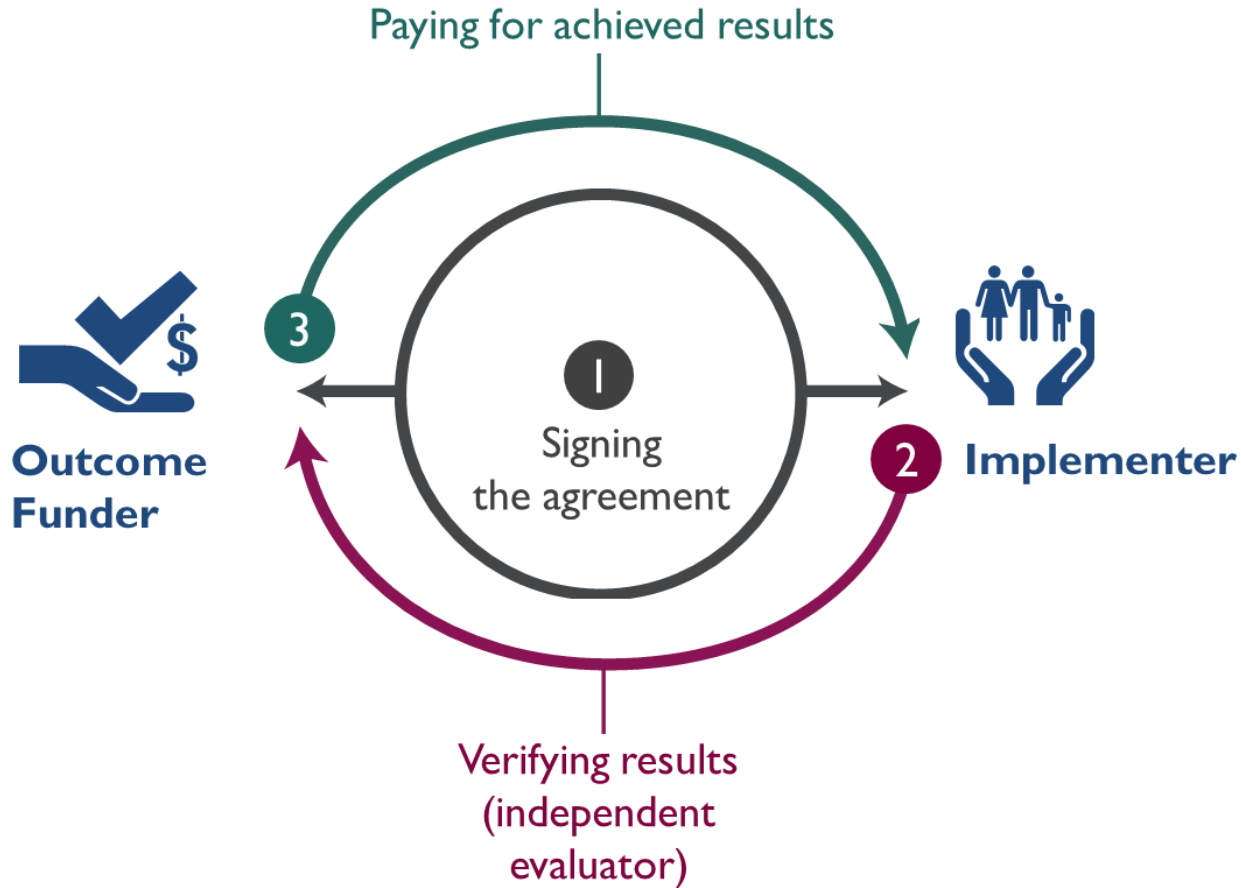 Paying for achieved results
3
$
1
Signing
the agreement
Outcome
Funder
2
Implementer
Verifying results
(independent
evaluator)